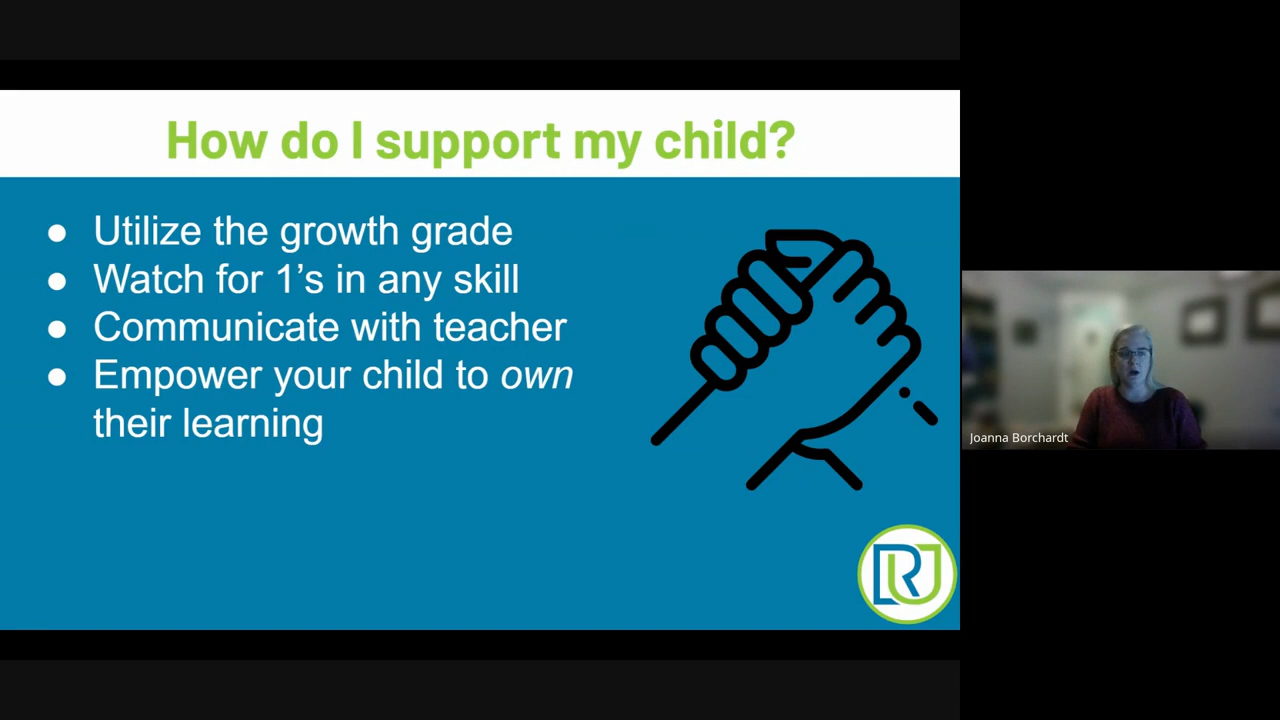 How do I support my child?
● Utilize the growth grade
● Watch for 1’s in any skill
● Communicate with teacher
● Empower your child to own
their learning
Joanna Borchardt
RU